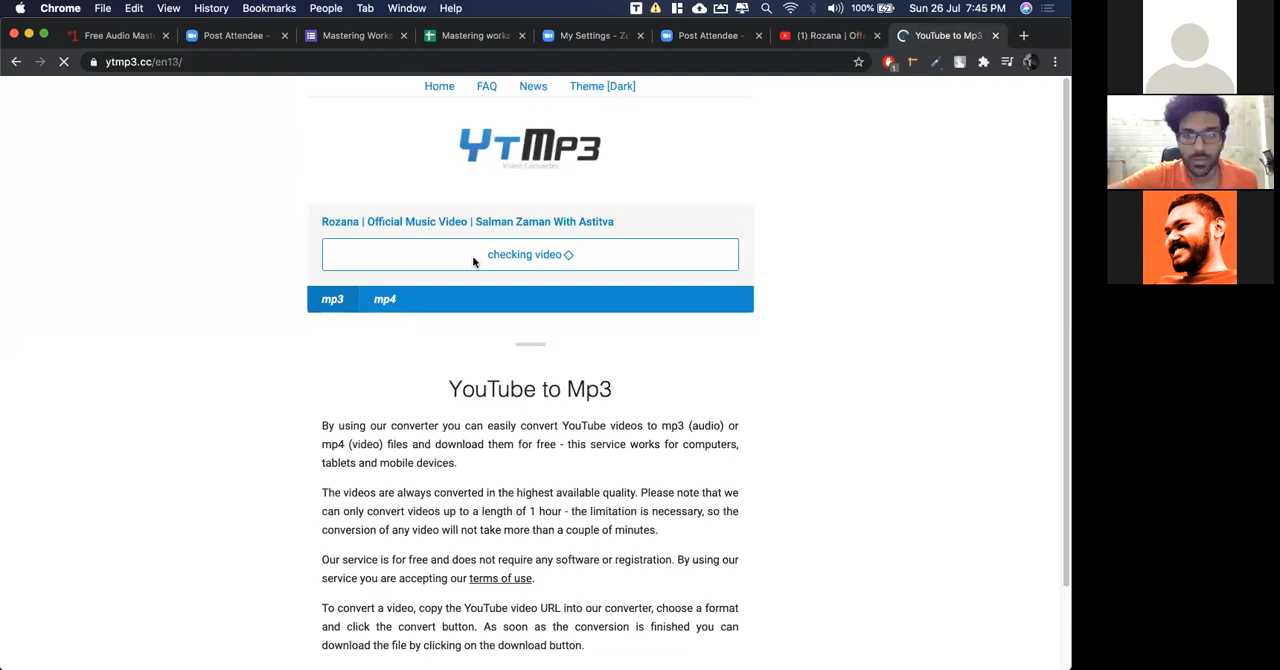 Chrome File Edit View History Bookmarks People Tab Window Help 100% Sun 26 Jul 7:45 PM
Free Audio Mast Post Attendee - Mastering Works Mastering works My Settings - Zo Post Attendee - (1) Rozana | Offi YouTube to Mp3
ytmp3.cc/en13/
Home FAQ News Theme [Dark]
YTMP3
Video Converter
Rozana | Official Music Video | Salman Zaman With Astitva
checking video
mp3 mp4
YouTube to Mp3
By using our converter you can easily convert YouTube videos to mp3 (audio) or
mp4 (video) files and download them for free - this service works for computers,
tablets and mobile devices.
The videos are always converted in the highest available quality. Please note that we
can only convert videos up to a length of 1 hour - the limitation is necessary, so the
conversion of any video will not take more than a couple of minutes.
Our service is for free and does not require any software or registration. By using our
service you are accepting our terms of use.
To convert a video, copy the YouTube video URL into our converter, choose a format
and click the convert button. As soon as the conversion is finished you can
download the file by clicking on the download button.